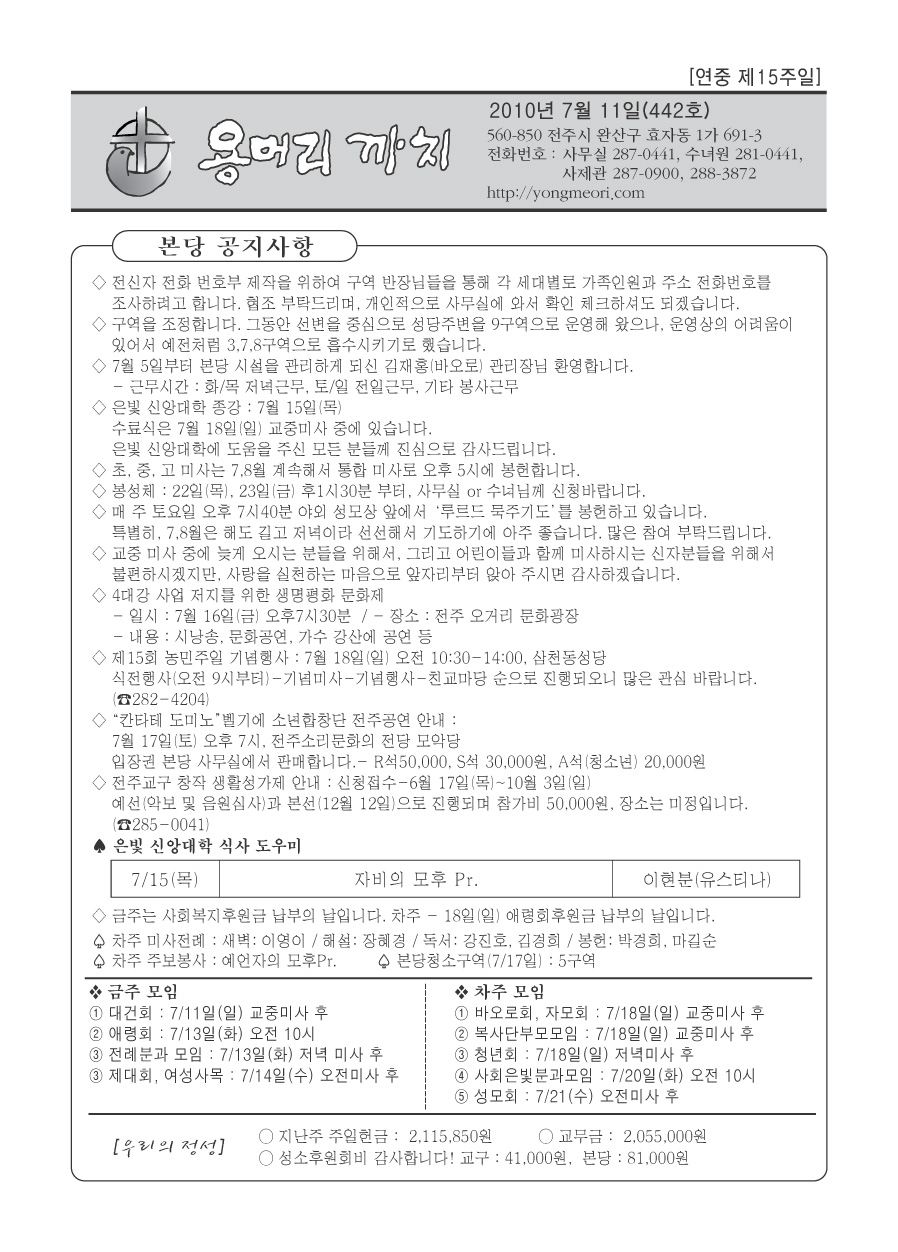 [연중 제15주일]
용머리 까치
2010년 7월 11일(442호)
560-850 전주시 완산구 효자동 1가 691-3
전화번호 : 사무실 287-0441, 수녀원 281-0441,
사제관 287-0900, 288-3872
http://yongmeori.com
본당 공지사항
◇ 전신자 전화 번호부 제작을 위하여 구역 반장님들을 통해 각 세대별로 가족인원과 주소 전화번호를
조사하려고 합니다. 협조 부탁드리며, 개인적으로 사무실에 와서 확인 체크하셔도 되겠습니다.
◇ 구역을 조정합니다. 그동안 선변을 중심으로 성당주변을 9구역으로 운영해 왔으나, 운영상의 어려움이
있어서 예전처럼 3,7,8구역으로 흡수시키기로 했습니다.
◇ 7월 5일부터 본당 시설을 관리하게 되신 김재홍(바오로) 관리장님 환영합니다.
- 근무시간 : 화/목 저녁근무, 토/일 전일근무, 기타 봉사근무
◇ 은빛 신앙대학 종강 : 7월 15일(목)
수료식은 7월 18일(일) 교중미사 중에 있습니다.
은빛 신앙대학에 도움을 주신 모든 분들께 진심으로 감사드립니다.
◇ 초, 중, 고 미사는 7,8월 계속해서 통합 미사로 오후 5시에 봉헌합니다.
◇ 봉성체 : 22일(목), 23일(금) 후1시30분 부터, 사무실 or 수녀님께 신청바랍니다.
◇ 매 주 토요일 오후 7시40분 야외 성모상 앞에서 ‘루르드 묵주기도’를 봉헌하고 있습니다.
특별히, 7,8월은 해도 길고 저녁이라 선선해서 기도하기에 아주 좋습니다. 많은 참여 부탁드립니다.
◇ 교중 미사 중에 늦게 오시는 분들을 위해서, 그리고 어린이들과 함께 미사하시는 신자분들을 위해서
불편하시겠지만, 사랑을 실천하는 마음으로 앞자리부터 앉아 주시면 감사하겠습니다.
◇ 4대강 사업 저지를 위한 생명평화 문화제
- 일시 : 7월 16일(금) 오후7시30분 / - 장소 : 전주 오거리 문화광장
- 내용 : 시낭송, 문화공연, 가수 강산에 공연 등
◇ 제15회 농민주일 기념행사 : 7월 18일(일) 오전 10:30-14:00, 삼천동성당
식전행사(오전 9시부터)-기념미사-기념행사-친교마당 순으로 진행되오니 많은 관심 바랍니다.
(☎282-4204)
◇ “칸타테 도미노”벨기에 소년합창단 전주공연 안내 :
7월 17일(토) 오후 7시, 전주소리문화의 전당 모악당
입장권 본당 사무실에서 판매합니다.- R석50,000, S석 30,000원, A석(청소년) 20,000원
◇ 전주교구 창작 생활성가제 안내 : 신청접수-6월 17일(목)~10월 3일(일)
예선(악보 및 음원심사)과 본선(12월 12일)으로 진행되며 참가비 50,000원, 장소는 미정입니다.
(☎285-0041)
♠ 은빛 신앙대학 식사 도우미
7/15(목) 자비의 모후 Pr. 이현분(유스티나)
◇ 금주는 사회복지후원금 납부의 날입니다. 차주 - 18일(일) 애령회후원금 납부의 날입니다.
♤ 차주 미사전례 : 새벽: 이영이 / 해설: 장혜경 / 독서: 강진호, 김경희 / 봉헌: 박경희, 마길순
♤ 차주 주보봉사 : 예언자의 모후Pr. ♤ 본당청소구역(7/17일) : 5구역
❖ 금주 모임
① 대건회 : 7/11일(일) 교중미사 후
② 애령회 : 7/13일(화) 오전 10시
③ 전례분과 모임 : 7/13일(화) 저녁 미사 후
③ 제대회, 여성사목 : 7/14일(수) 오전미사 후
❖ 차주 모임
① 바오로회, 자모회 : 7/18일(일) 교중미사 후
② 복사단부모모임 : 7/18일(일) 교중미사 후
③ 청년회 : 7/18일(일) 저녁미사 후
④ 사회은빛분과모임 : 7/20일(화) 오전 10시
⑤ 성모회 : 7/21(수) 오전미사 후
[우리의 정성]
○ 지난주 주일헌금 : 2,115,850원 ○ 교무금 : 2,055,000원
○ 성소후원회비 감사합니다! 교구 : 41,000원, 본당 : 81,000원